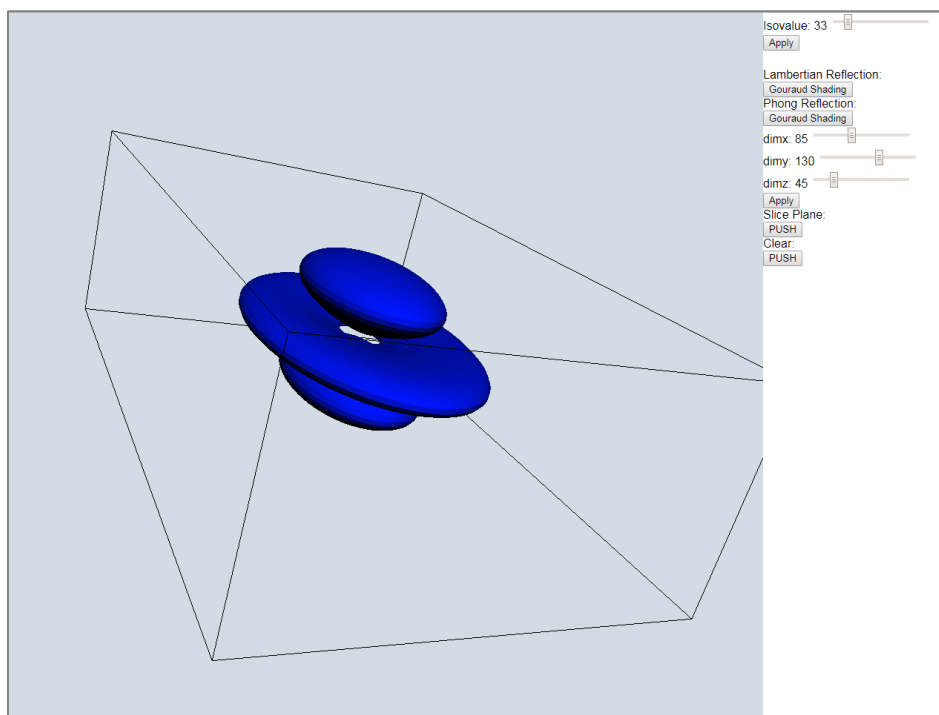 Isovalue: 33
Apply
Lambertian Reflection:
Gouraud Shading
Phong Reflection:
Gouraud Shading
dimx: 85
dimy: 130
dimz: 45
Apply
Slice Plane:
PUSH
Clear:
PUSH